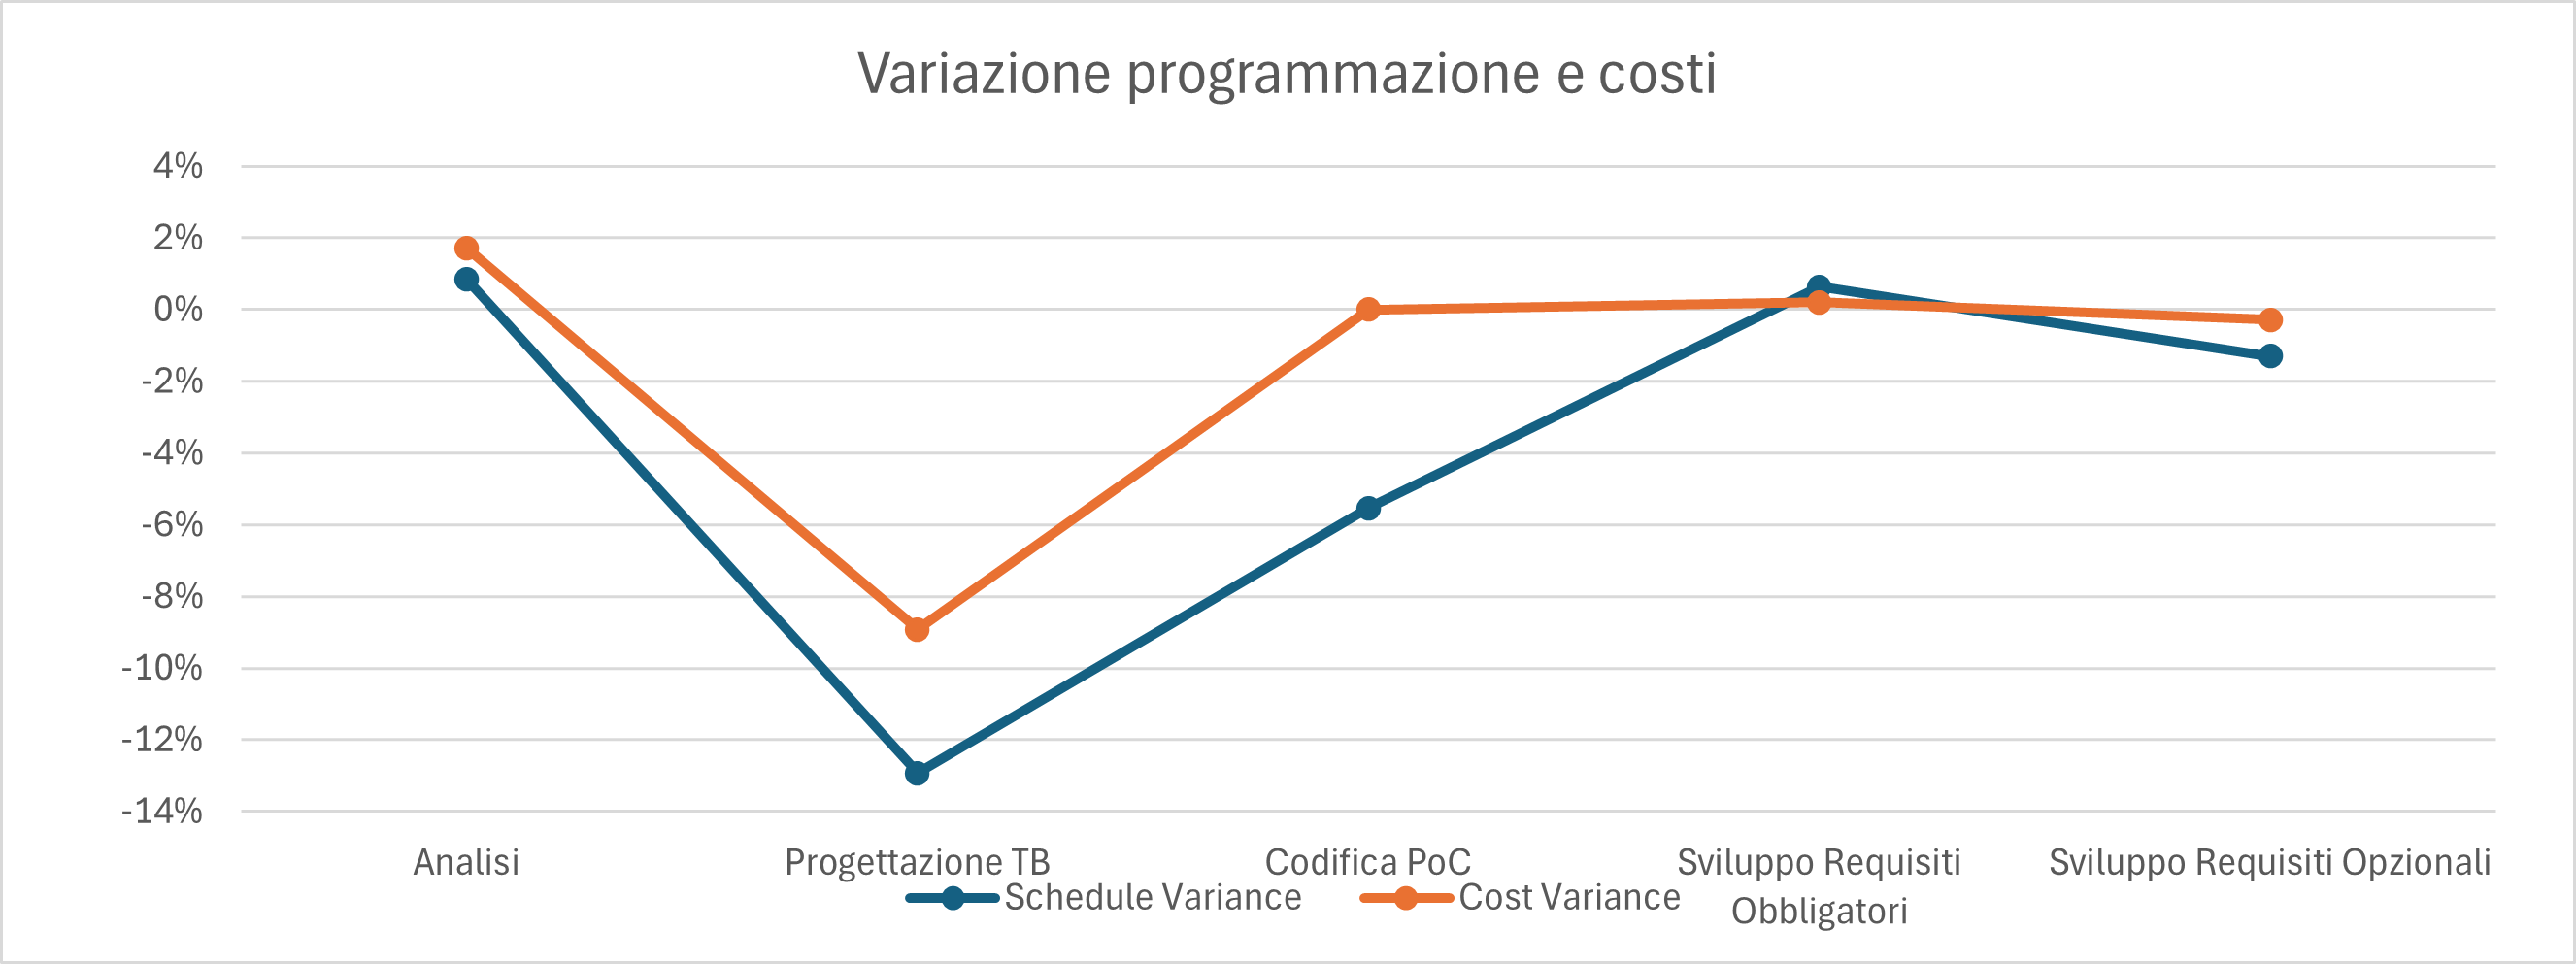 Variazione programmazione e costi
4%
2%
0%
-2%
-4%
-6%
-8%
-10%
-12%
-14%
Analisi
Progettazione TB
Codifica PoC
Sviluppo Requisiti
Obbligatori
Sviluppo Requisiti Opzionali
Schedule Variance
Cost Variance